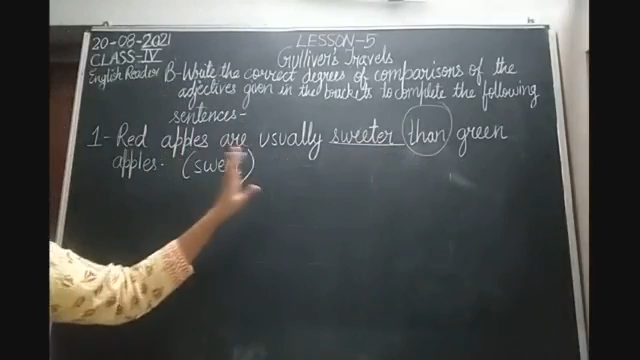 20-08-2021
LESSON-5
CLASS-IV
Gulliver's Travels
English Reader
B-Write the correct degrees of comparisons of the
adjectives given in the brackets to complete the following
sentences-
1- Red apples are usually sweeter than green
apples. (sweet)